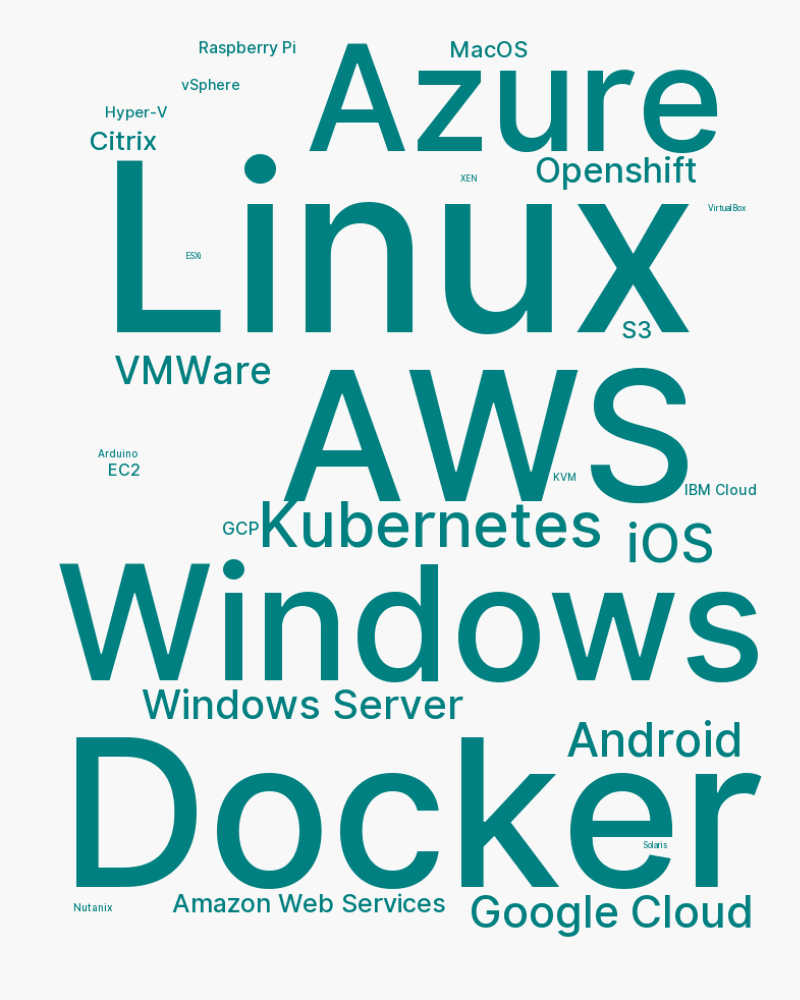 Raspberry Pi
MacOS
Azure
vSphere
Hyper-V
Citrix
Openshift
XEN
Linux
VirtualBox
ESXi
S3
VMWare
AWS
Arduino
EC2
KVM
IBM Cloud
GCP
Kubernetes
iOS
Windows
Windows Server
Android
Docker
Solaris
Nutanix
Amazon Web Services
Google Cloud